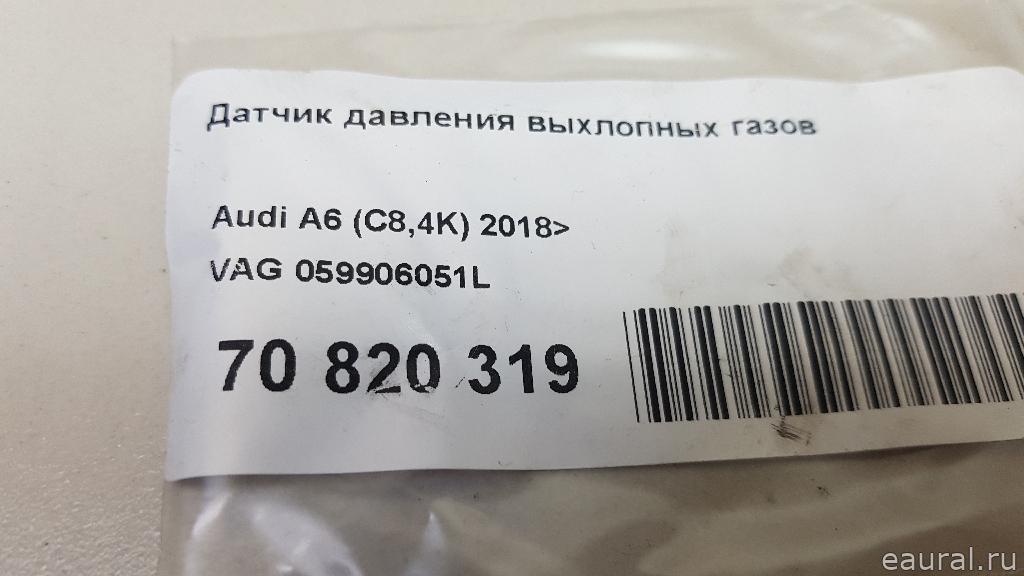 Датчик давления выхлопных газов
Audi A6 (C8,4K) 2018>
VAG 059906051L
70 820 319
eaural.ru